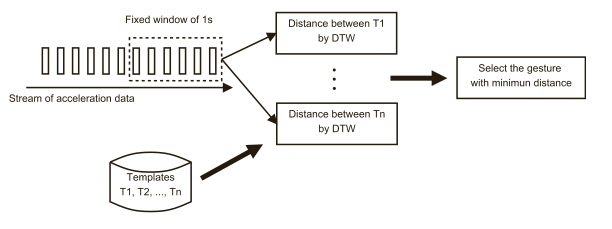 Fixed window of 1s
Stream of acceleration data
Distance between T1
by DTW
Distance between Tn
by DTW
Select the gesture
with minimun distance
Templates
T1, T2, ..., Tn